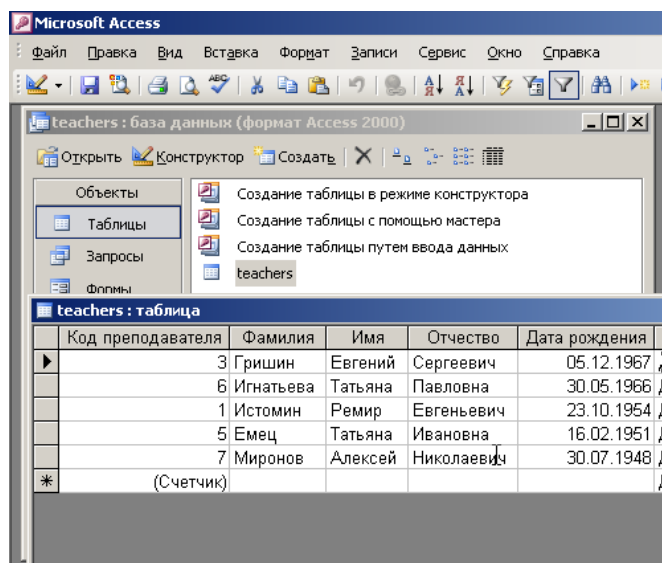 Microsoft Access
Файл Правка Вид Вставка Формат Записи Сервис Окно Справка
teachers : база данных (формат Access 2000)
Открыть Конструктор Создать
Объекты
Таблицы
Запросы
Формы
Создание таблицы в режиме конструктора
Создание таблицы с помощью мастера
Создание таблицы путем ввода данных
teachers
teachers : таблица
Код преподавателя Фамилия Имя Отчество Дата рождения
3 Гришин Евгений Сергеевич 05.12.1967
6 Игнатьева Татьяна Павловна 30.05.1966
1 Истомин Ремир Евгеньевич 23.10.1954
5 Емец Татьяна Ивановна 16.02.1951
7 Миронов Алексей Николаевич 30.07.1948
(Счетчик)